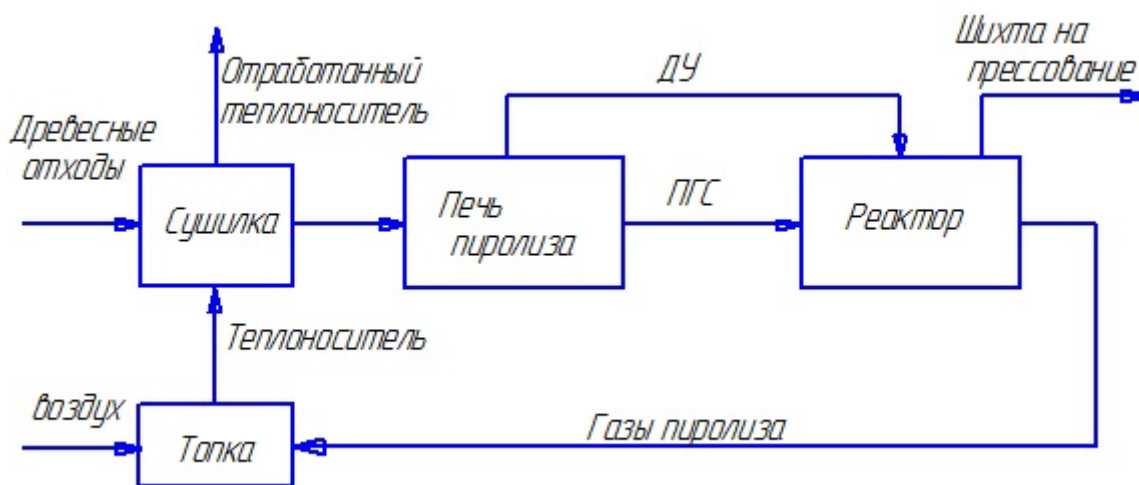 Шихта на
прессование
ДУ
Отработанный
теплоноситель
Древесные
отходы
Сушилка
Печь
пиролиза
ПГС
Реактор
Теплоноситель
воздух
Топка
Газы пиролиза